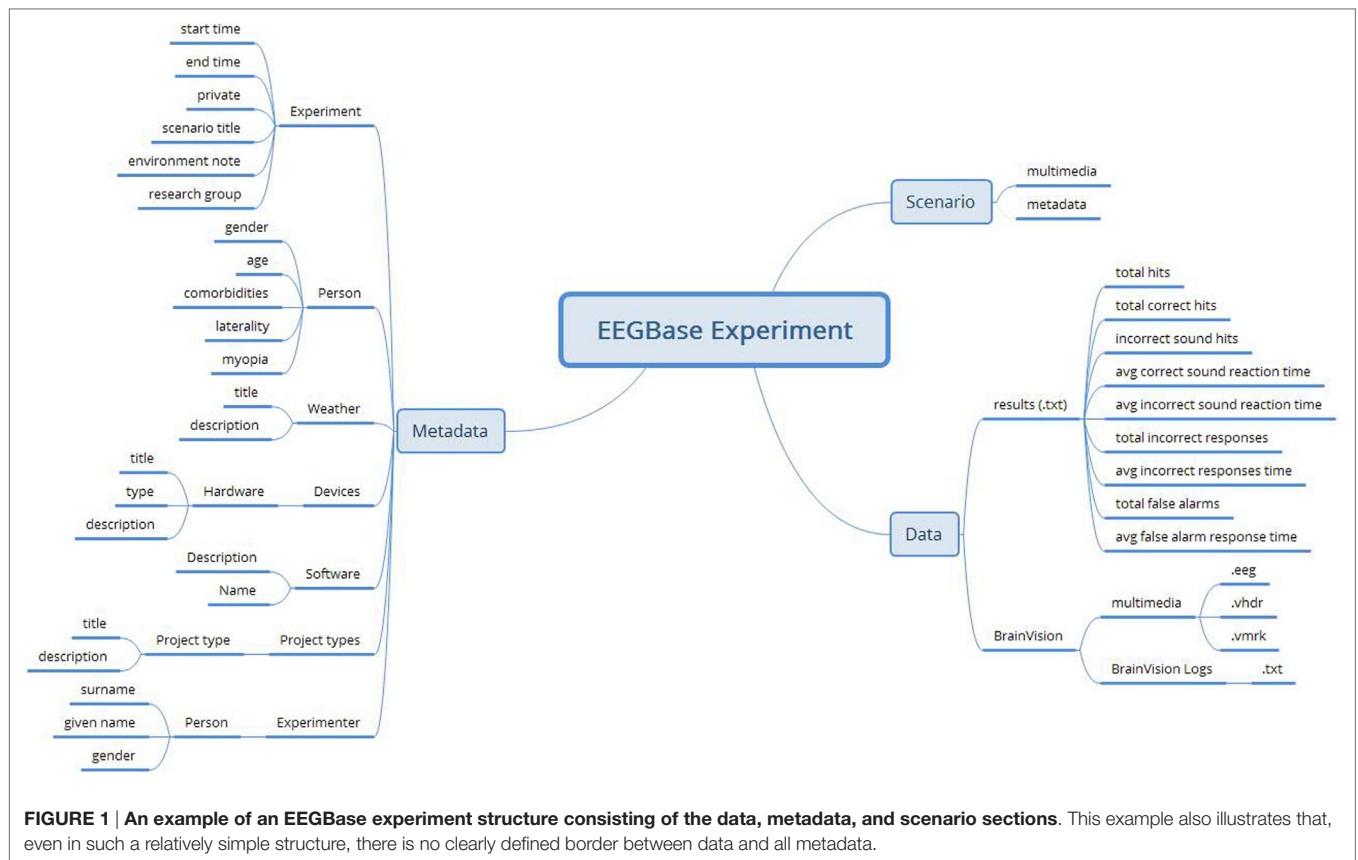 start time
end time
private
scenario title
environment note
research group
Experiment
gender
age
comorbidities
laterality
myopia
Person
title
description
Weather
title
type
description
Hardware
Devices
Description
Name
Software
title
description
Project type
Project types
surname
given name
gender
Person
Experimenter
Metadata
EEGBase Experiment
Scenario
multimedia
metadata
Data
results (.txt)
total hits
total correct hits
incorrect sound hits
avg correct sound reaction time
avg incorrect sound reaction time
total incorrect responses
avg incorrect responses time
total false alarms
avg false alarm response time
BrainVision
multimedia
.eeg
.vhdr
.vmrk
BrainVision Logs
.txt
FIGURE 1 | An example of an EEGBase experiment structure consisting of the data, metadata, and scenario sections. This example also illustrates that,
even in such a relatively simple structure, there is no clearly defined border between data and all metadata.